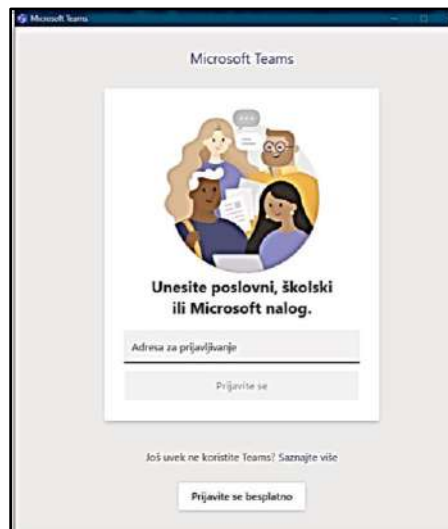 Microsoft Teams
Microsoft Teams
Unesite poslovni, školski
ili Microsoft nalog.
Adresa za prijavljivanje
Prijavite se
Još uvek ne koristite Teams? Saznajte više
Prijavite se besplatno